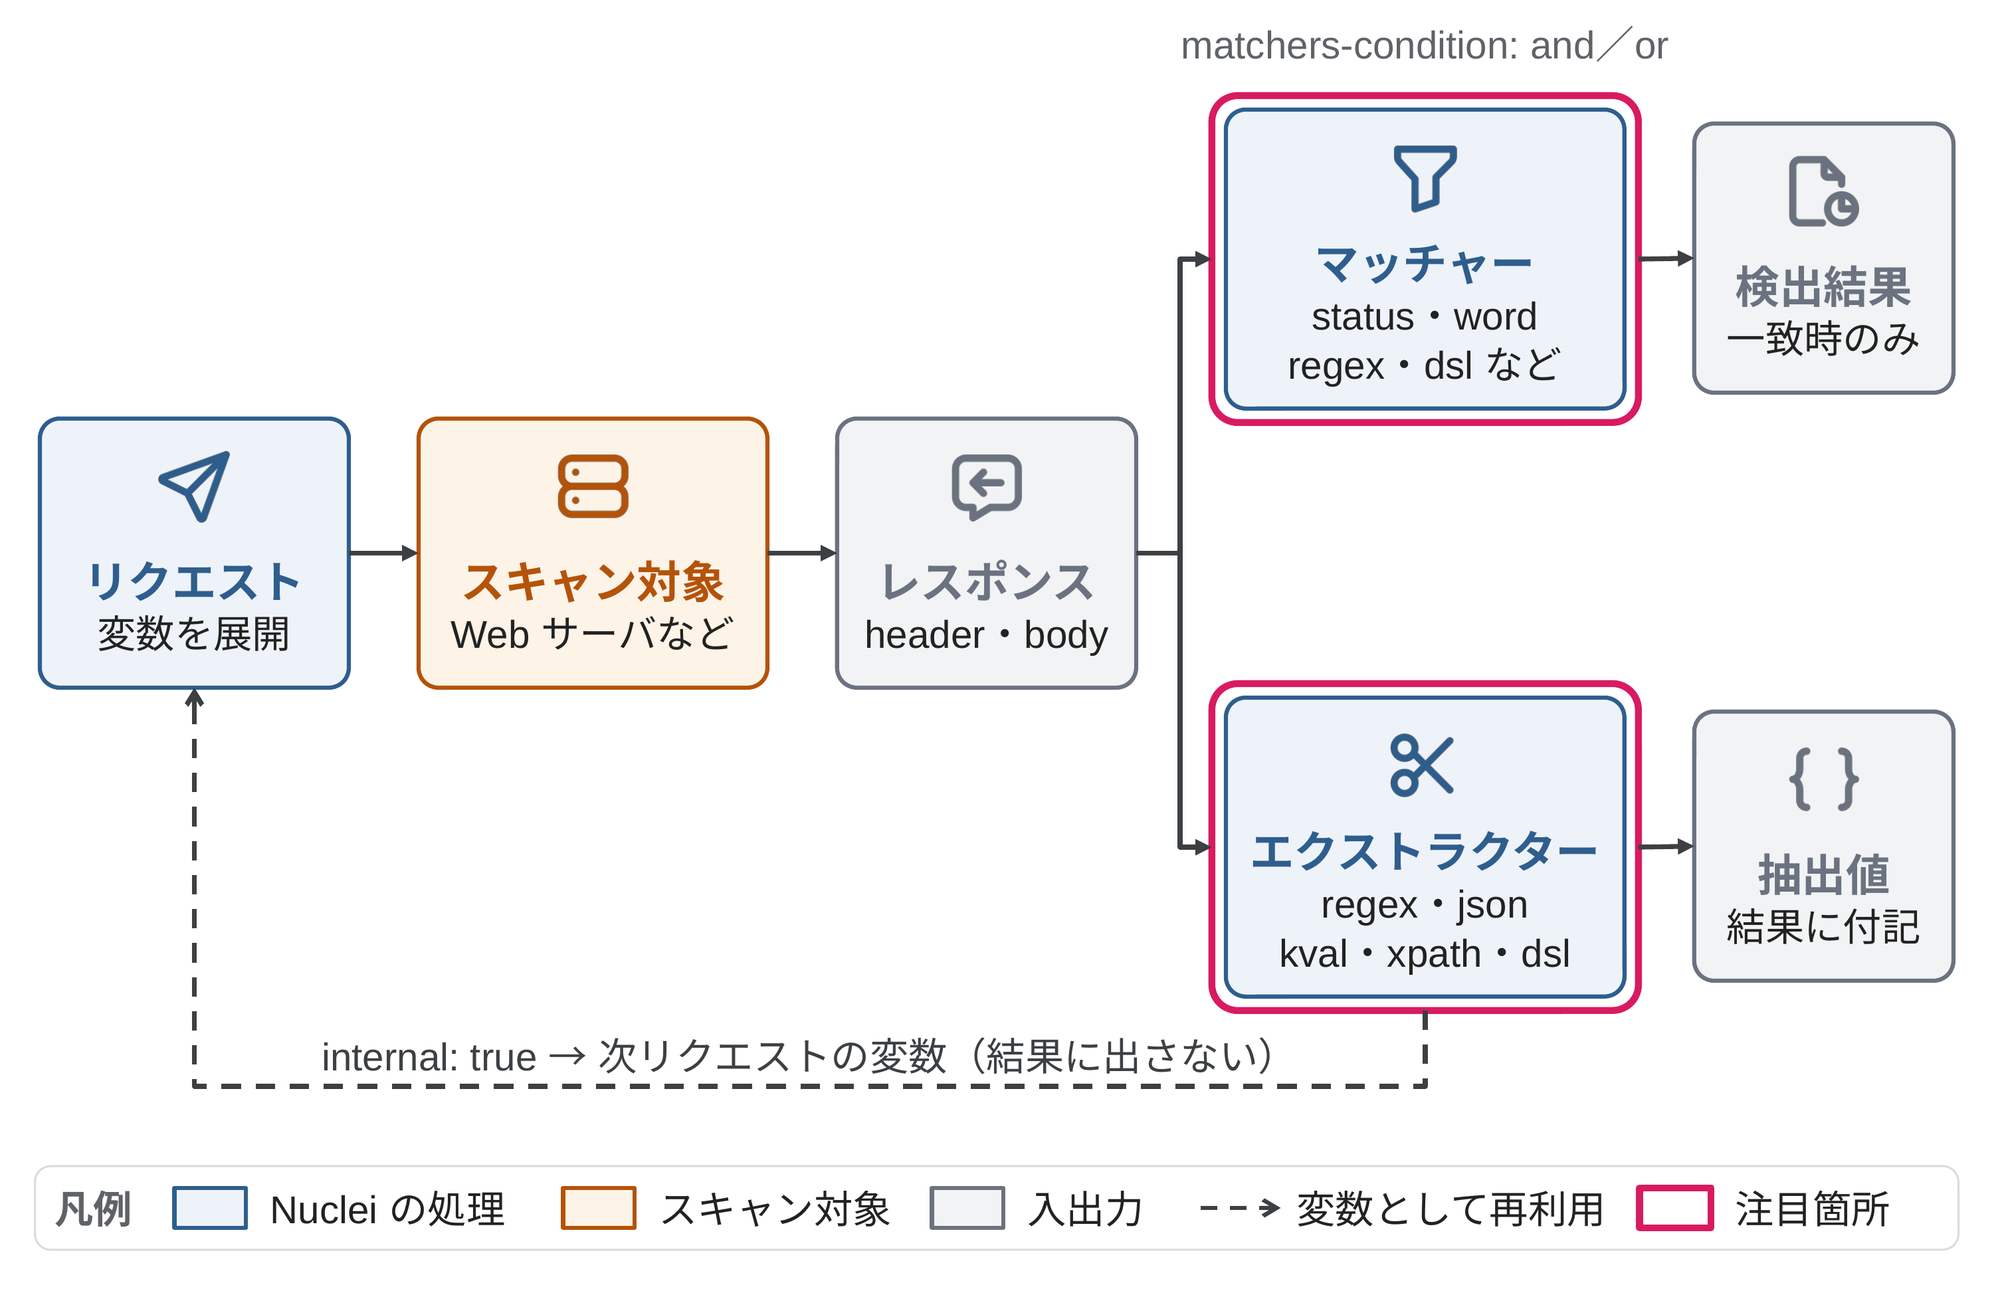 matchers-condition: and／or
マッチャー
status・word
regex・dsl など
検出結果
一致時のみ
リクエスト
変数を展開
スキャン対象
Web サーバなど
レスポンス
header・body
エクストラクター
regex・json
kval・xpath・dsl
抽出値
結果に付記
internal: true → 次リクエストの変数（結果に出さない）
凡例
Nuclei の処理
スキャン対象
入出力
変数として再利用
注目箇所